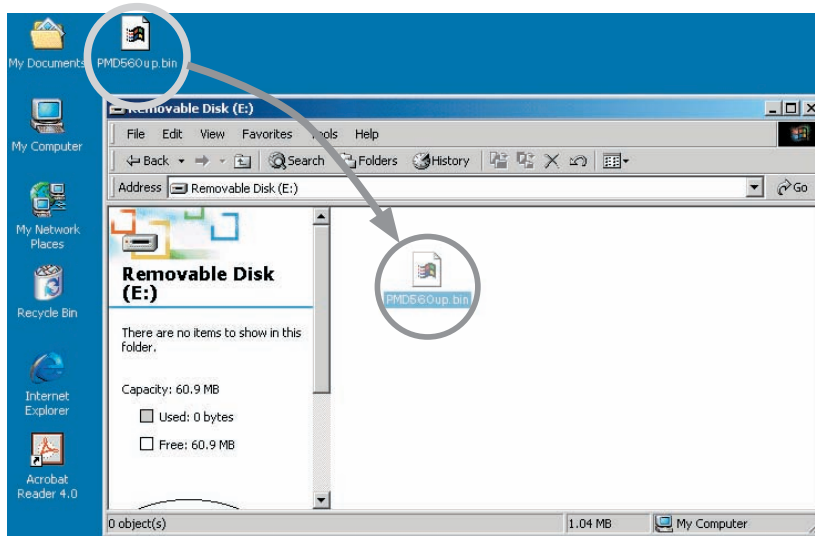 My Documents
PMD560up.bin
My Computer
My Network
Places
Recycle Bin
Internet
Explorer
Acrobat
Reader 4.0
Removable Disk (E:)
File Edit View Favorites Tools Help
Back Search Folders History
Address Removable Disk (E:) Go
Removable Disk
(E:)
There are no items to show in this
folder.
Capacity: 60.9 MB
Used: 0 bytes
Free: 60.9 MB
PMD560up.bin
0 object(s) 1.04 MB My Computer